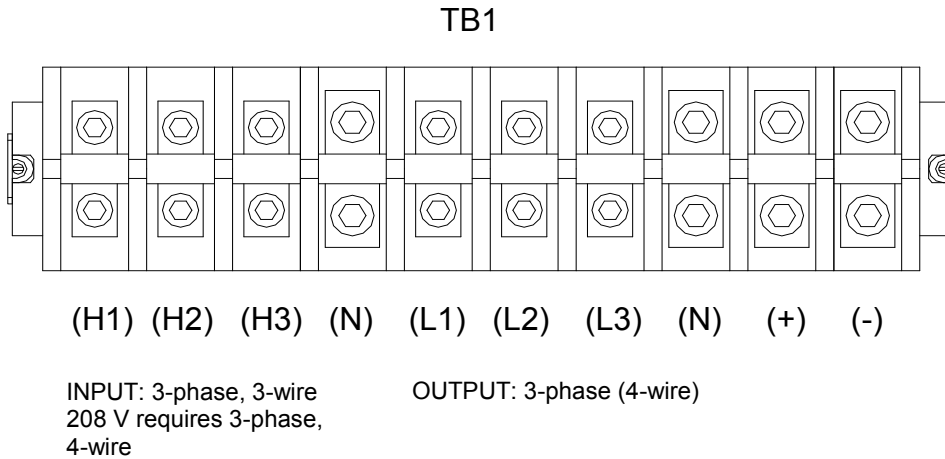 TB1
(H1) (H2) (H3) (N) (L1) (L2) (L3) (N) (+) (-)
INPUT: 3-phase, 3-wire
208 V requires 3-phase,
4-wire
OUTPUT: 3-phase (4-wire)